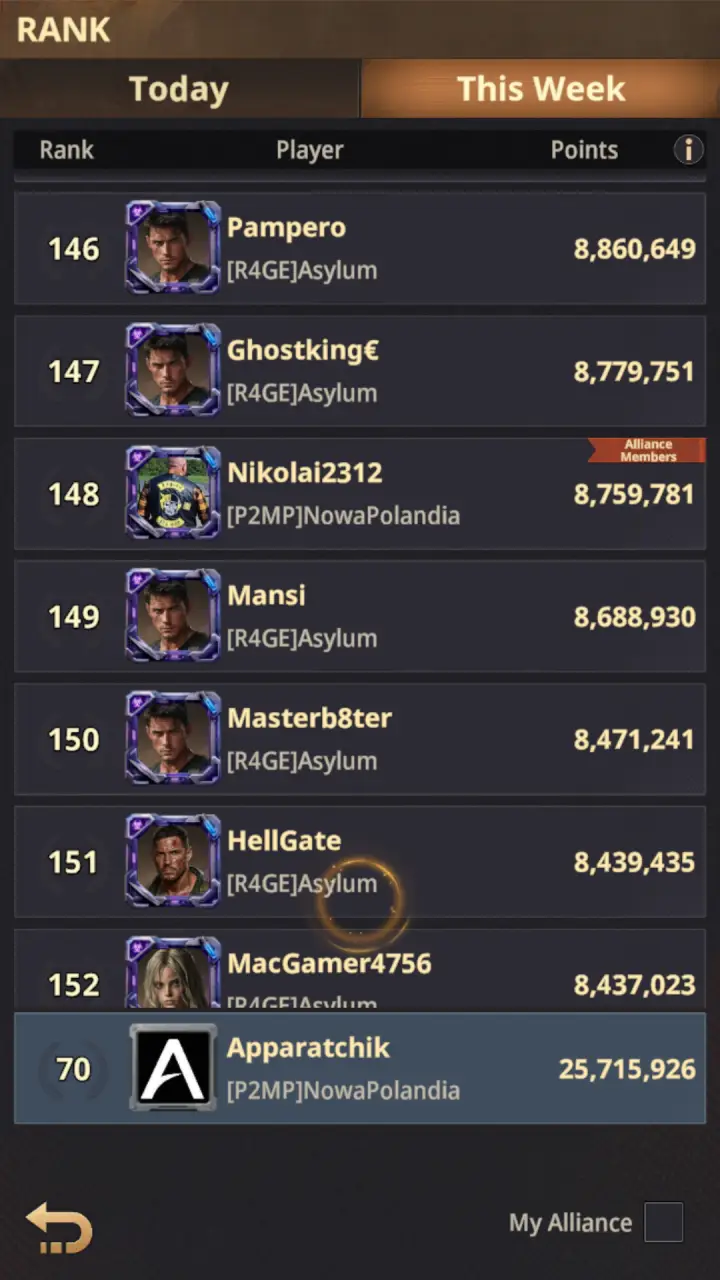 RANK
Today
This Week
Rank
Player
Points
146
Pampero
[R4GE]Asylum
8,860,649
147
Ghostking€
[R4GE]Asylum
8,779,751
148
Nikolai2312
[P2MP]NowaPolandia
Alliance
Members
8,759,781
149
Mansi
[R4GE]Asylum
8,688,930
150
Masterb8ter
[R4GE]Asylum
8,471,241
151
HellGate
[R4GE]Asylum
8,439,435
152
MacGamer4756
[R4GE]Asylum
8,437,023
70
Apparatchik
[P2MP]NowaPolandia
25,715,926
My Alliance